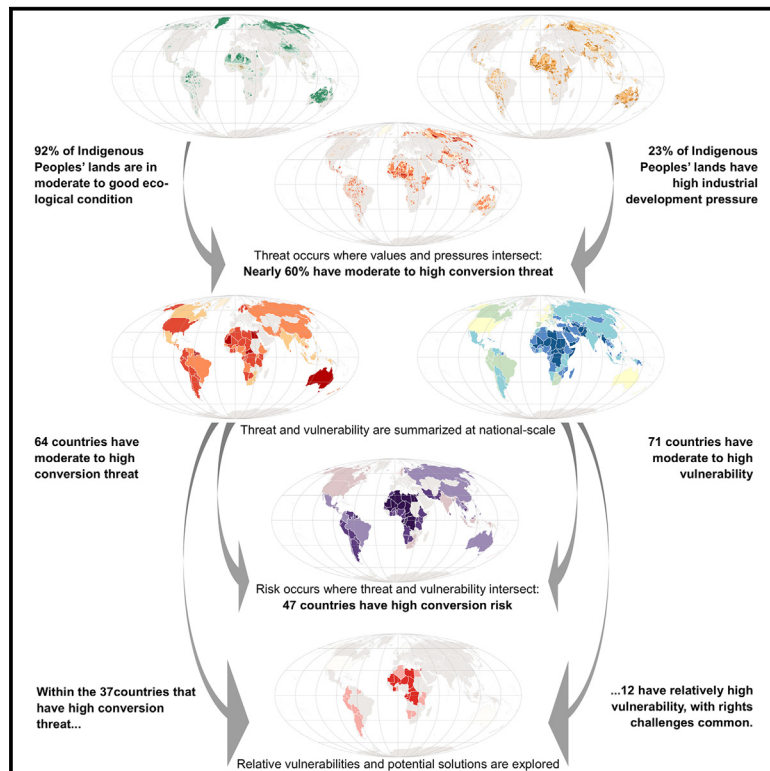 92% of Indigenous
Peoples' lands are in
moderate to good eco-
logical condition
23% of Indigenous
Peoples' lands have
high industrial
development pressure
Threat occurs where values and pressures intersect:
Nearly 60% have moderate to high conversion threat
Threat and vulnerability are summarized at national-scale
64 countries have
moderate to high
conversion threat
71 countries have
moderate to high
vulnerability
Risk occurs where threat and vulnerability intersect:
47 countries have high conversion risk
Within the 37countries that
have high conversion
threat...
...12 have relatively high
vulnerability, with rights
challenges common.
Relative vulnerabilities and potential solutions are explored